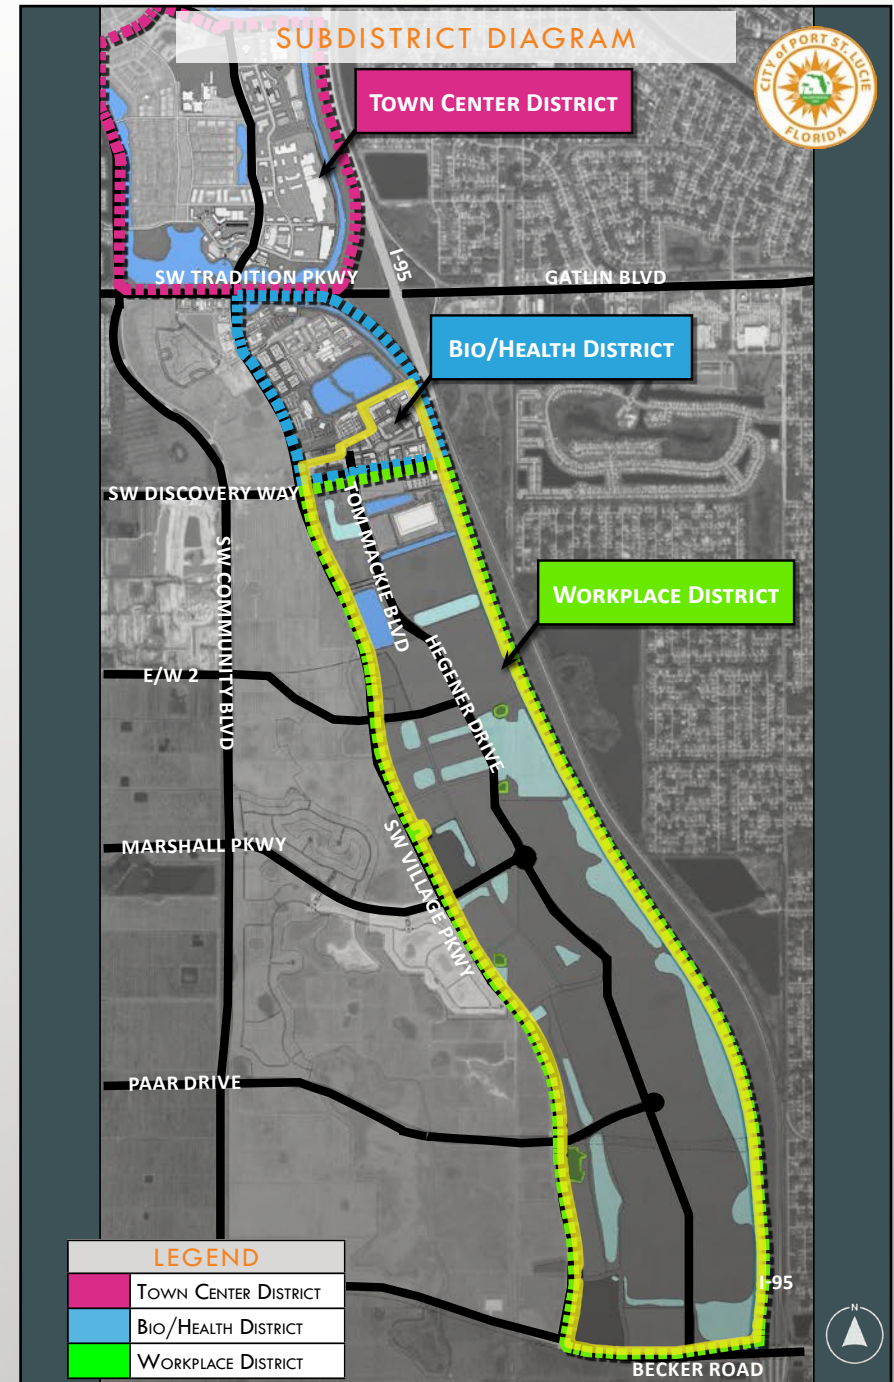 SUBDISTRICT DIAGRAM
CITY of PORT ST. LUCIE
FLORIDA
TOWN CENTER DISTRICT
I-95
SW TRADITION PKWY
GATLIN BLVD
BIO/HEALTH DISTRICT
SW DISCOVERY WAY
TOM MACKIE BLVD
SW COMMUNITY BLVD
WORKPLACE DISTRICT
HEGENER DRIVE
E/W 2
SW VILLAGE PKWY
MARSHALL PKWY
PAAR DRIVE
LEGEND
TOWN CENTER DISTRICT
BIO/HEALTH DISTRICT
WORKPLACE DISTRICT
I-95
N
BECKER ROAD